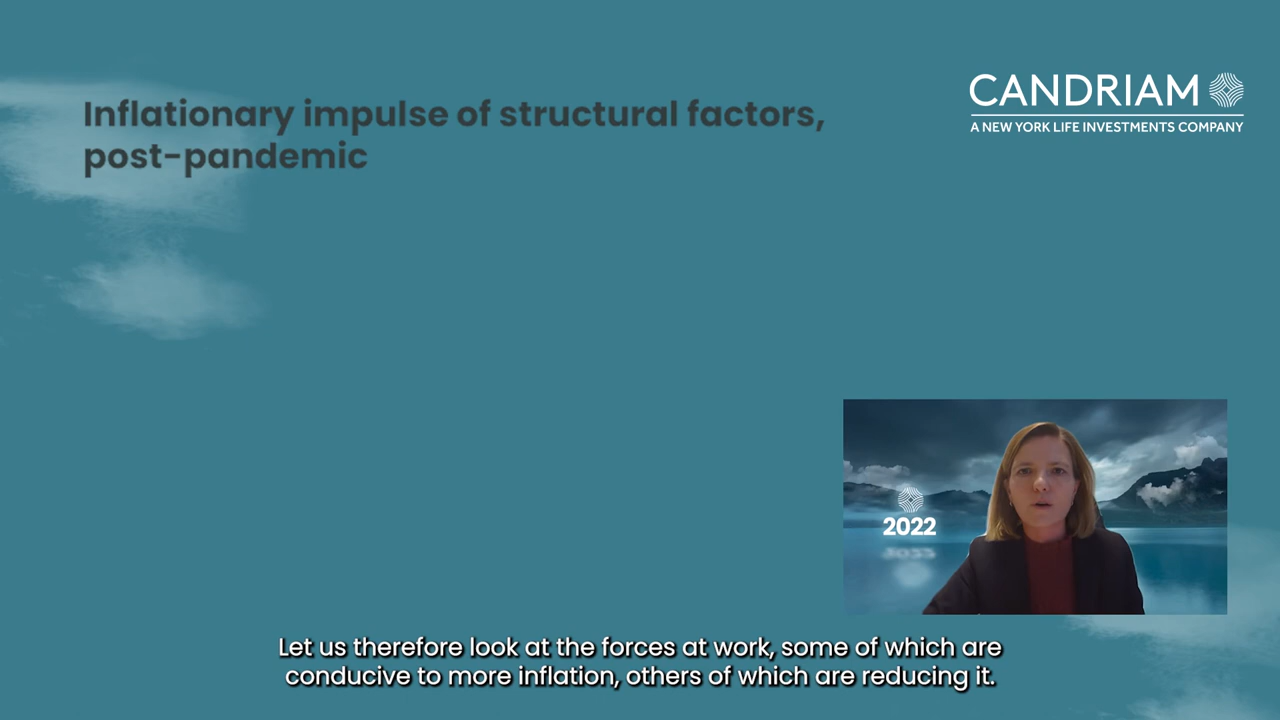 Inflationary impulse of structural factors,
post-pandemic
CANDRIAM
A NEW YORK LIFE INVESTMENTS COMPANY
2022
Let us therefore look at the forces at work, some of which are
conducive to more inflation, others of which are reducing it.